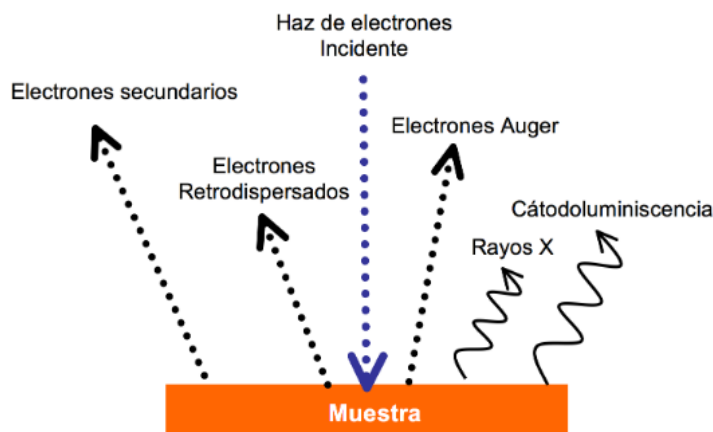 Haz de electrones
Incidente
Electrones secundarios
Electrones Auger
Electrones
Retrodispersados
Cátodoluminiscencia
Rayos X
Muestra